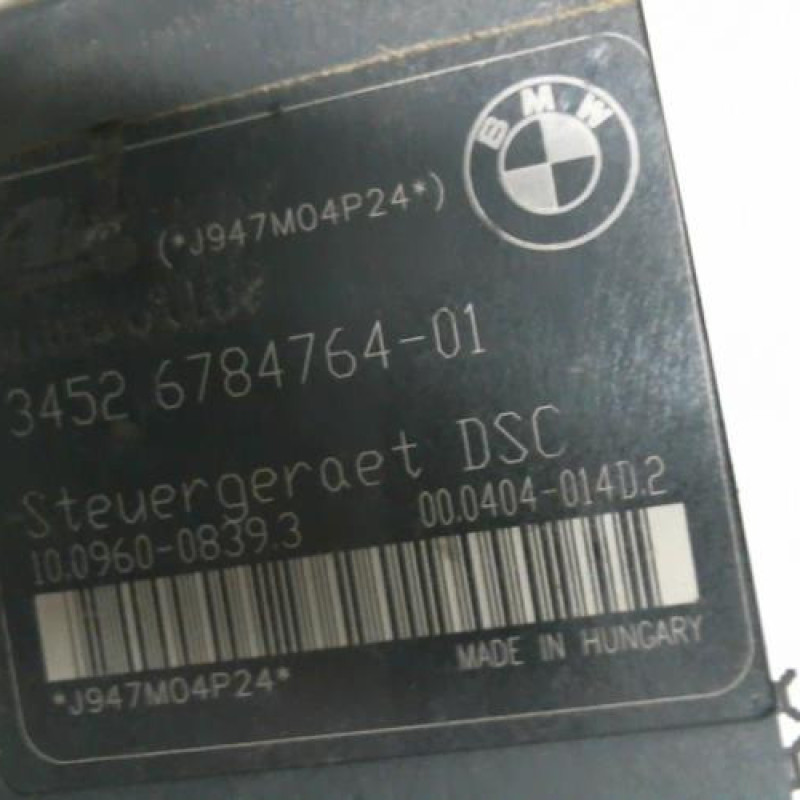 BMW
(*J947M04P24*)
3452 6784764-01
-Steuergeraet DSC
10.0960-0839.3 00.0404-014D.2
MADE IN HUNGARY
*J947M04P24*